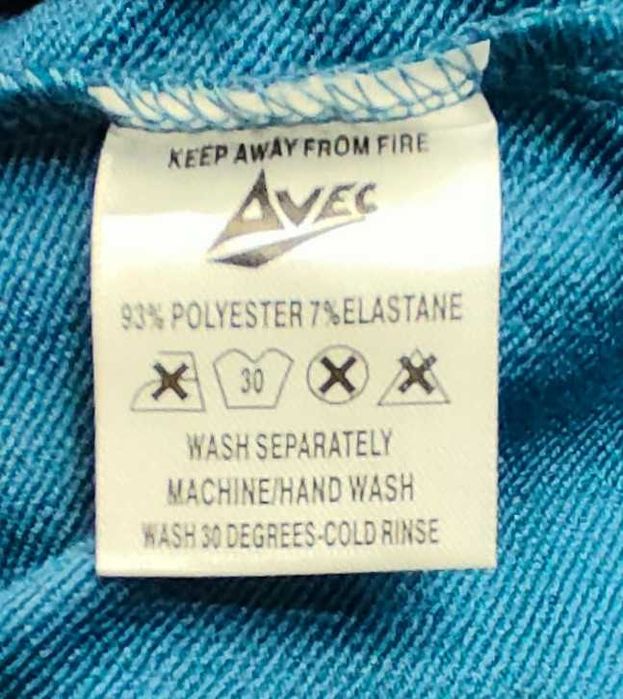 KEEP AWAY FROM FIRE
AVEC
93% POLYESTER 7%ELASTANE
30
WASH SEPARATELY
MACHINE/HAND WASH
WASH 30 DEGREES-COLD RINSE